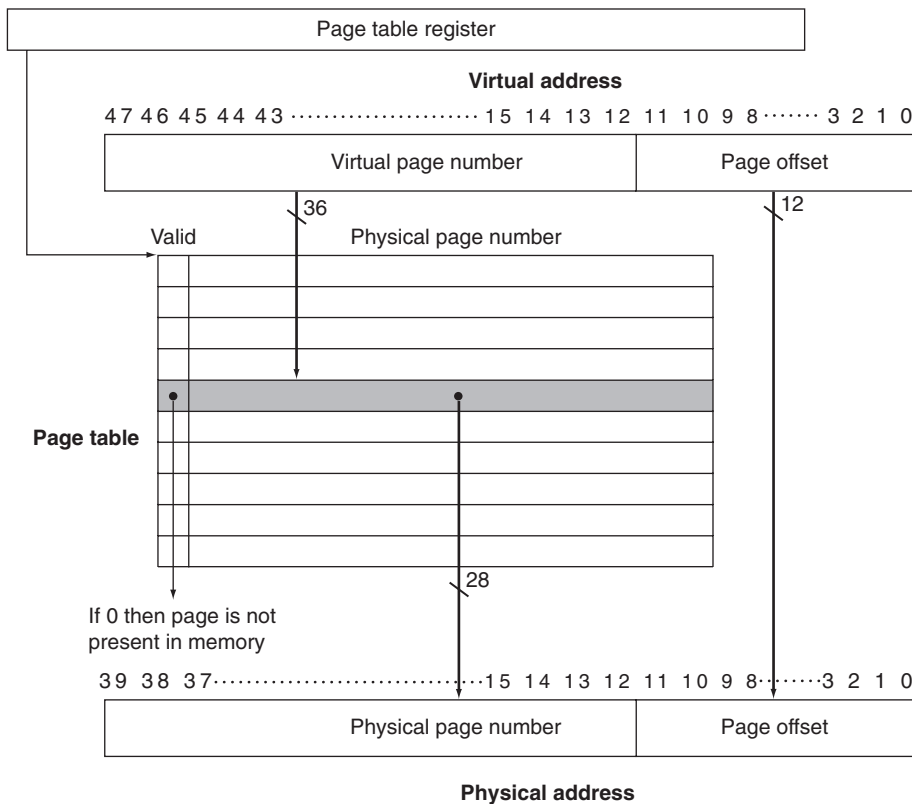 Page table register
Virtual address
47 46 45 44 43 ······················ 15 14 13 12 11 10 9 8 ······· 3 2 1 0
Virtual page number
Page offset
36
12
Valid
Physical page number
Page table
28
If 0 then page is not
present in memory
39 38 37 ······························· 15 14 13 12 11 10 9 8 ········ 3 2 1 0
Physical page number
Page offset
Physical address